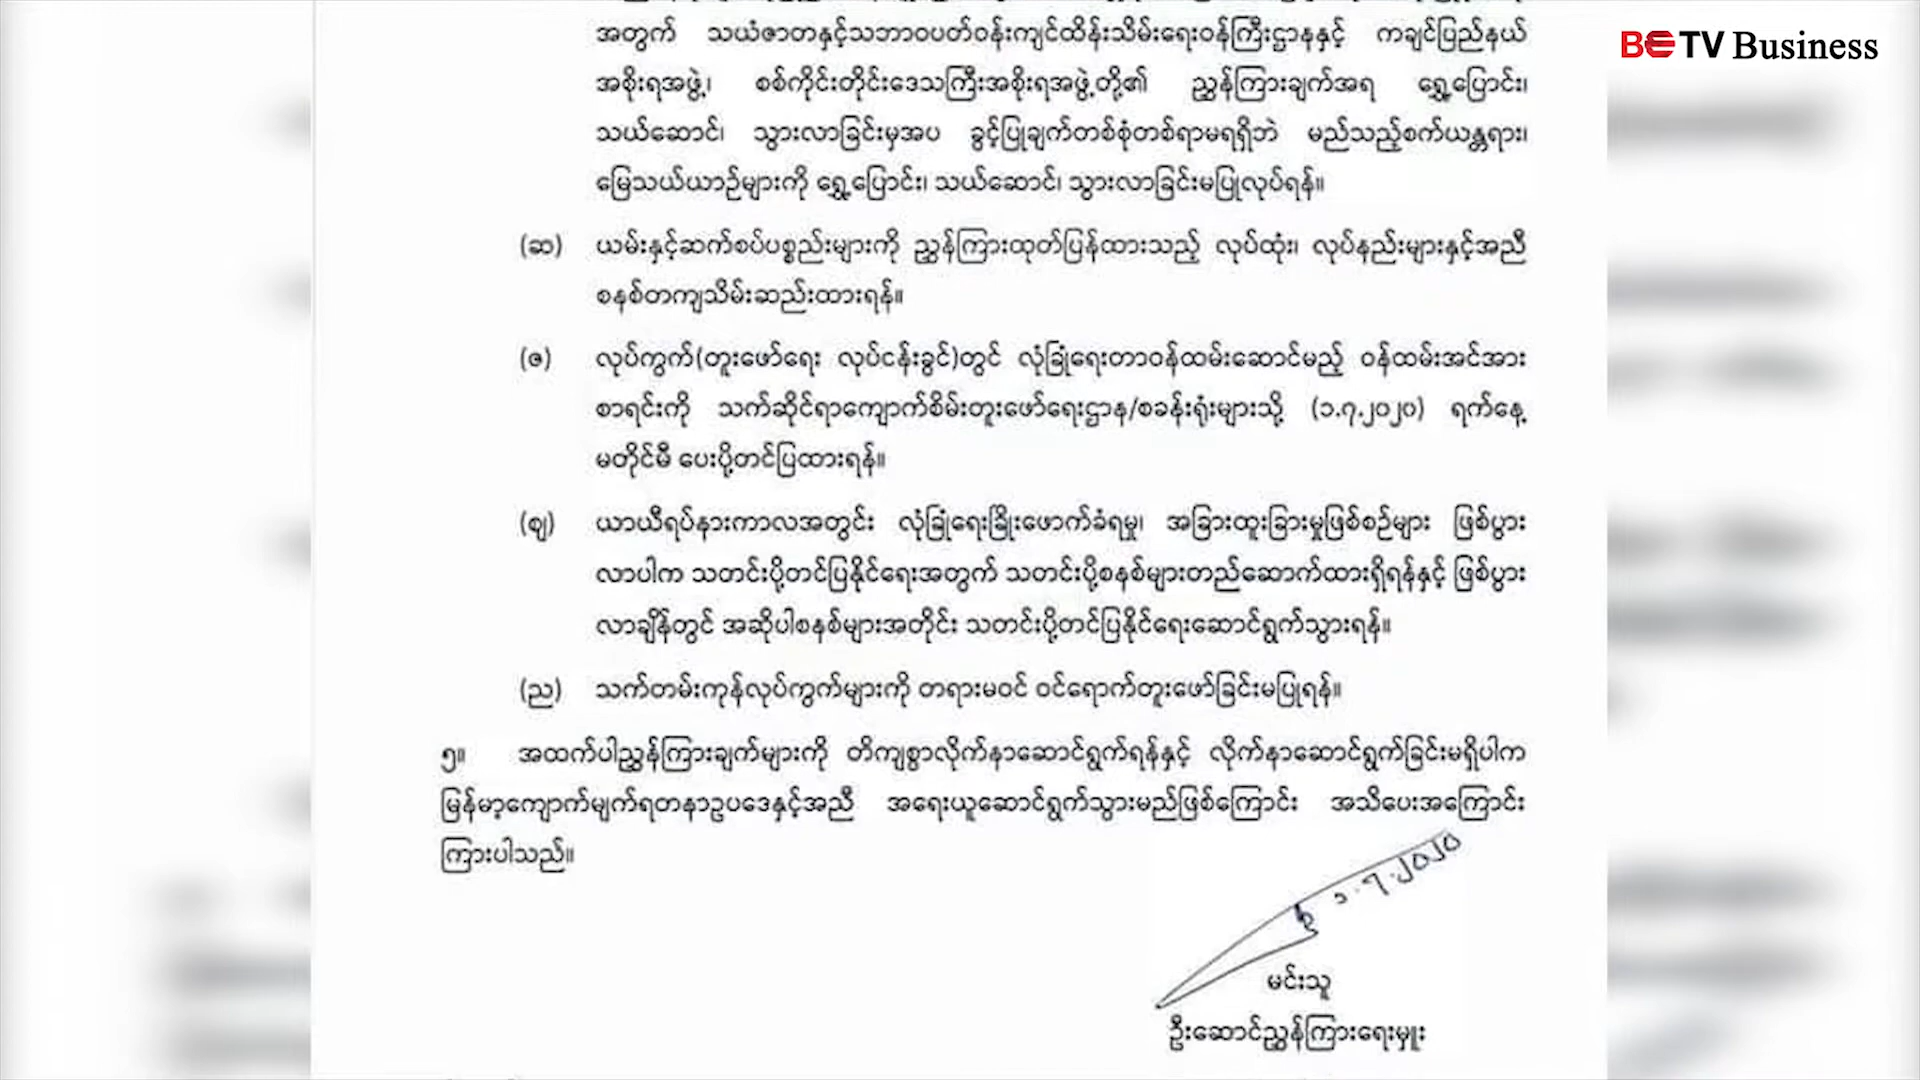 BETV Business
အတွက် သယံဇာတနှင့်သဘာဝပတ်ဝန်းကျင်ထိန်းသိမ်းရေးဝန်ကြီးဌာနနှင့် ကချင်ပြည်နယ်
အစိုးရအဖွဲ့၊ စစ်ကိုင်းတိုင်းဒေသကြီးအစိုးရအဖွဲ့တို့၏ ညွှန်ကြားချက်အရ ရွှေ့ပြောင်း၊
သယ်ဆောင်၊ သွားလာခြင်းမှအပ ခွင့်ပြုချက်တစ်စုံတစ်ရာမရရှိဘဲ မည်သည့်စက်ယန္တရား၊
မြေသယ်ယာဉ်များကို ရွှေ့ပြောင်း၊ သယ်ဆောင်၊ သွားလာခြင်းမပြုလုပ်ရန်။
(ဆ) ယမ်းနှင့်ဆက်စပ်ပစ္စည်းများကို ညွှန်ကြားထုတ်ပြန်ထားသည့် လုပ်ထုံး၊ လုပ်နည်းများနှင့်အညီ
စနစ်တကျသိမ်းဆည်းထားရန်။
(ဇ) လုပ်ကွက်(တူးဖော်ရေး လုပ်ငန်းခွင်)တွင် လုံခြုံရေးတာဝန်ထမ်းဆောင်မည့် ဝန်ထမ်းအင်အား
စာရင်းကို သက်ဆိုင်ရာကျောက်စိမ်းတူးဖော်ရေးဌာန/စခန်းရုံးများသို့ (၁.၇.၂၀၂၀) ရက်နေ့
မတိုင်မီ ပေးပို့တင်ပြထားရန်။
(ဈ) ယာယီရပ်နားကာလအတွင်း လုံခြုံရေးခြိုးဖောက်ခံရမှု၊ အခြားထူးခြားမှုဖြစ်စဉ်များ ဖြစ်ပွား
လာပါက သတင်းပို့တင်ပြနိုင်ရေးအတွက် သတင်းပို့စနစ်များတည်ဆောက်ထားရှိရန်နှင့် ဖြစ်ပွား
လာချိန်တွင် အဆိုပါစနစ်များအတိုင်း သတင်းပို့တင်ပြနိုင်ရေးဆောင်ရွက်သွားရန်။
(ည) သက်တမ်းကုန်လုပ်ကွက်များကို တရားမဝင် ဝင်ရောက်တူးဖော်ခြင်းမပြုရန်။
၅။ အထက်ပါညွှန်ကြားချက်များကို တိကျစွာလိုက်နာဆောင်ရွက်ရန်နှင့် လိုက်နာဆောင်ရွက်ခြင်းမရှိပါက
မြန်မာ့ကျောက်မျက်ရတနာဥပဒေနှင့်အညီ အရေးယူဆောင်ရွက်သွားမည်ဖြစ်ကြောင်း အသိပေးအကြောင်း
ကြားပါသည်။
၁.၇.၂၀၂၀
မင်းသူ
ဦးဆောင်ညွှန်ကြားရေးမှူး